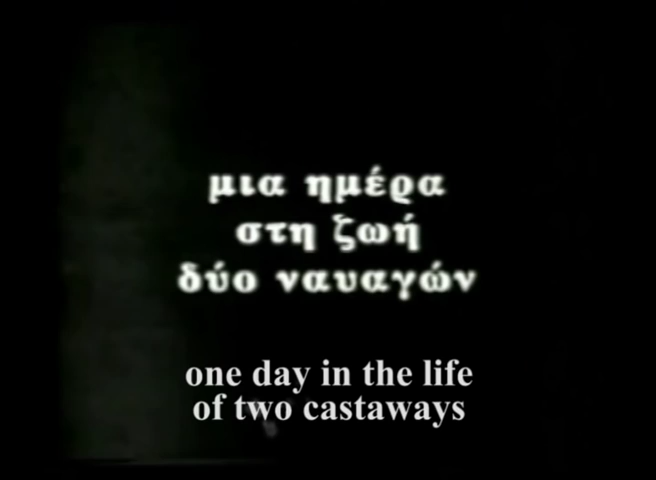 μια ημέρα
στη ζωή
δύο ναυαγών
one day in the life
of two castaways